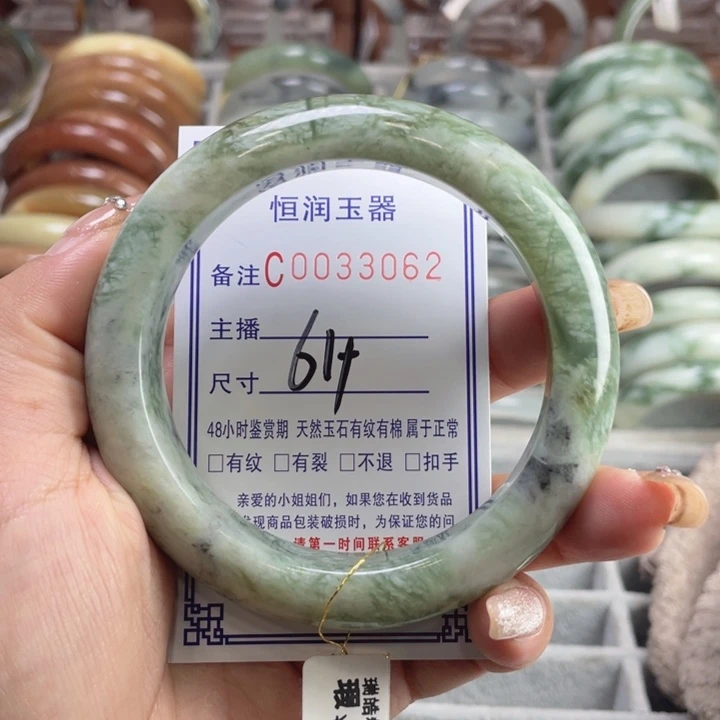 恒润玉器
备注C0033062
主播
尺寸 61+
48小时鉴赏期 天然玉石有纹有棉 属于正常
□有纹 □有裂 □不退 □扣手
亲爱的小姐姐们，如果您在收到货品
发现商品包装破损时，为保证您的问
请第一时间联系客服